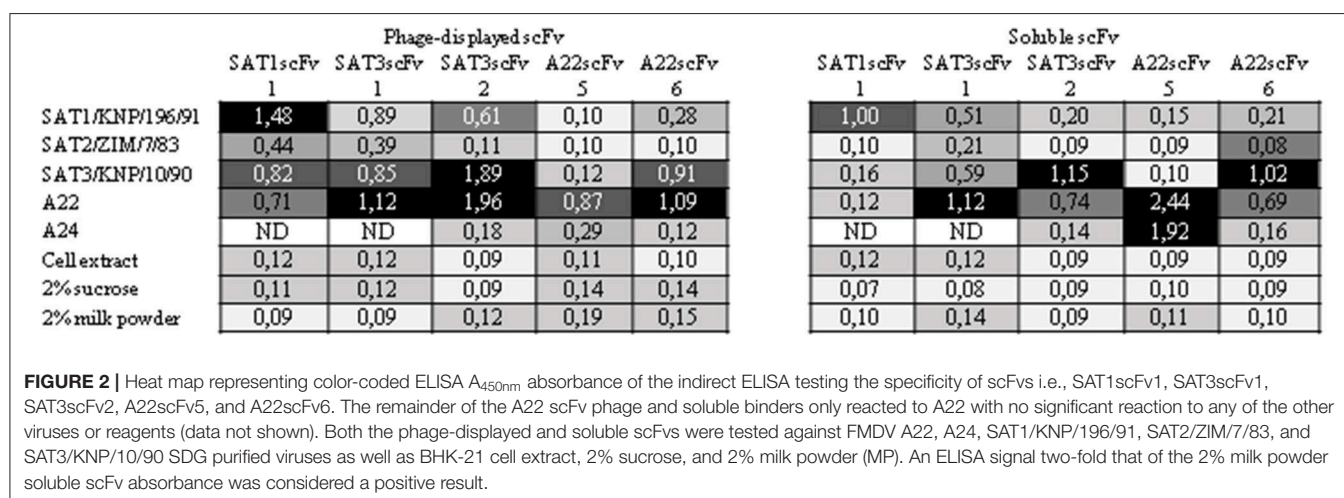 Phage-displayed scFv Soluble scFv
SAT1scFv SAT3scFv SAT3scFv A22scFv A22scFv SAT1scFv SAT3scFv SAT3scFv A22scFv A22scFv
1 1 2 5 6 1 1 2 5 6
SAT1/KNP/196/91 1,48 0,89 0,61 0,10 0,28 1,00 0,51 0,20 0,15 0,21
SAT2/ZIM/7/83 0,44 0,39 0,11 0,10 0,10 0,10 0,21 0,09 0,09 0,08
SAT3/KNP/10/90 0,82 0,85 1,89 0,12 0,91 0,16 0,59 1,15 0,10 1,02
A22 0,71 1,12 1,96 0,87 1,09 0,12 1,12 0,74 2,44 0,69
A24 ND ND 0,18 0,29 0,12 ND ND 0,14 1,92 0,16
Cell extract 0,12 0,12 0,09 0,11 0,10 0,12 0,12 0,09 0,09 0,09
2% sucrose 0,11 0,12 0,09 0,14 0,14 0,07 0,08 0,09 0,10 0,09
2% milk powder 0,09 0,09 0,12 0,19 0,15 0,10 0,14 0,09 0,11 0,10
FIGURE 2 | Heat map representing color-coded ELISA A450nm absorbance of the indirect ELISA testing the specificity of scFvs i.e., SAT1scFv1, SAT3scFv1,
SAT3scFv2, A22scFv5, and A22scFv6. The remainder of the A22 scFv phage and soluble binders only reacted to A22 with no significant reaction to any of the other
viruses or reagents (data not shown). Both the phage-displayed and soluble scFvs were tested against FMDV A22, A24, SAT1/KNP/196/91, SAT2/ZIM/7/83, and
SAT3/KNP/10/90 SDG purified viruses as well as BHK-21 cell extract, 2% sucrose, and 2% milk powder (MP). An ELISA signal two-fold that of the 2% milk powder
soluble scFv absorbance was considered a positive result.